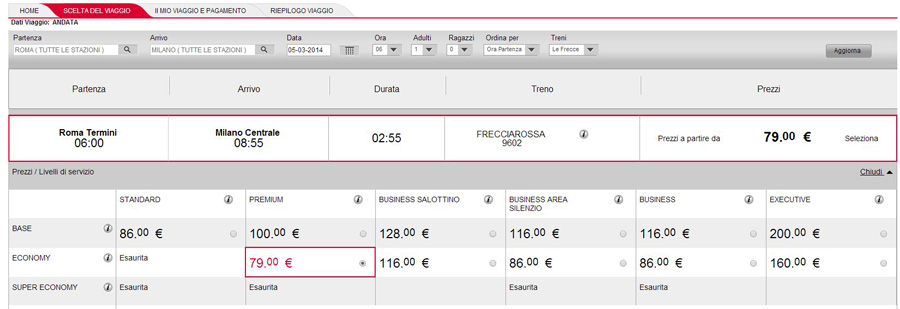 HOME SCELTA DEL VIAGGIO Il MIO VIAGGIO E PAGAMENTO RIEPILOGO VIAGGIO
Dati Viaggio: ANDATA
Partenza Arrivo Data Ora Adulti Ragazzi Ordina per Treni
ROMA ( TUTTE LE STAZIONI ) MILANO ( TUTTE LE STAZIONI ) 05-03-2014 06 1 0 Ora Partenza Le Frecce Aggiorna
Partenza Arrivo Durata Treno Prezzi
Roma Termini Milano Centrale 02:55 FRECCIAROSSA Prezzi a partire da 79.00 € Seleziona
06:00 08:55 9602
Prezzi / Livelli di servizio Chiudi
STANDARD PREMIUM BUSINESS SALOTTINO BUSINESS AREA SILENZIO BUSINESS EXECUTIVE
BASE 86.00 € 100.00 € 128.00 € 116.00 € 116.00 € 200.00 €
ECONOMY Esaurita 79.00 € 116.00 € 86.00 € 86.00 € 160.00 €
SUPER ECONOMY Esaurita Esaurita Esaurita Esaurita